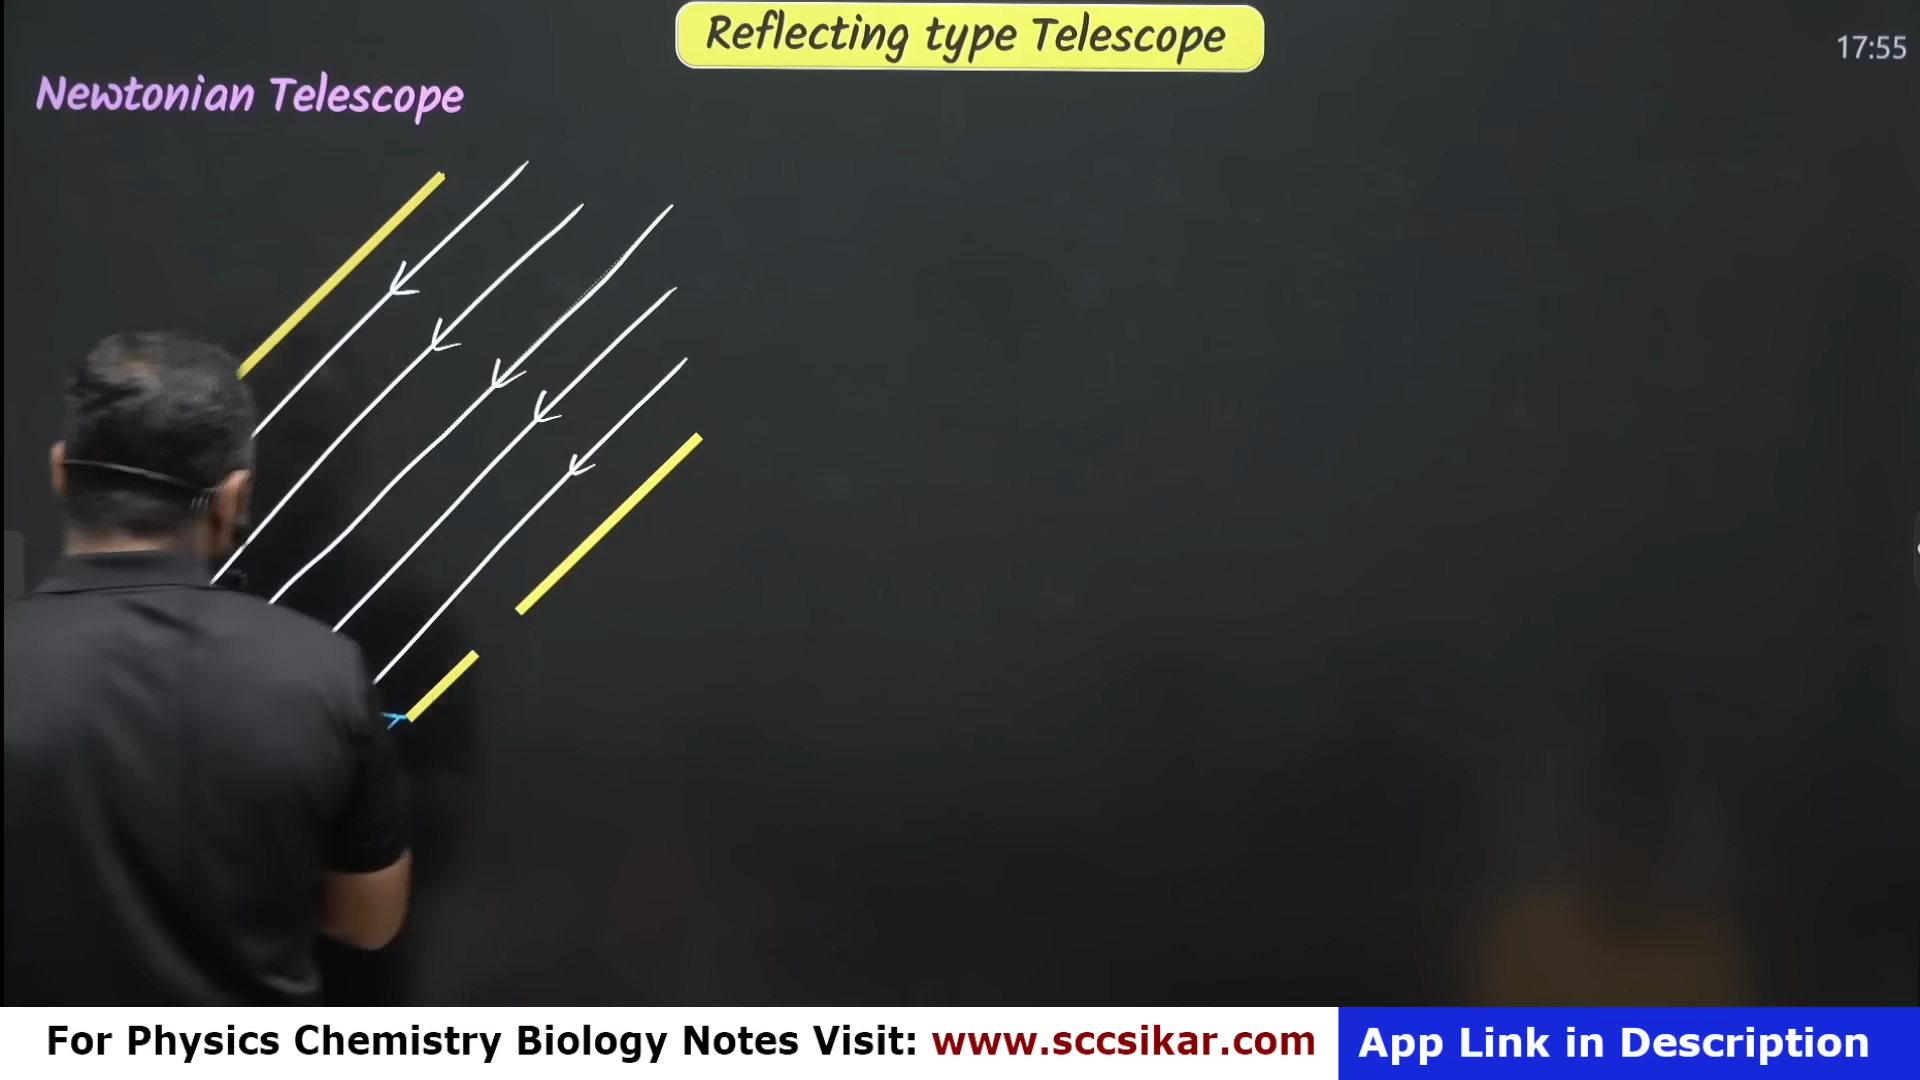 Reflecting type Telescope
17:55
Newtonian Telescope
For Physics Chemistry Biology Notes Visit: www.sccsikar.com
App Link in Description